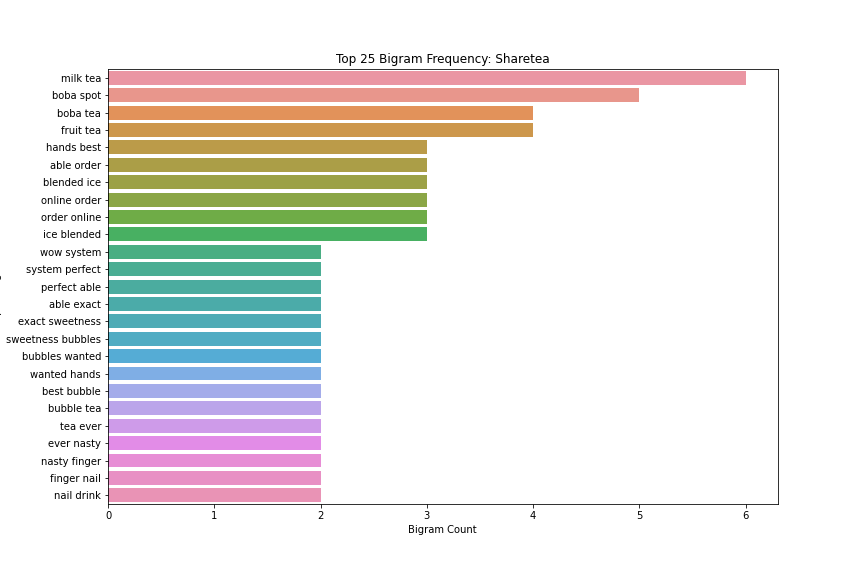 Top 25 Bigram Frequency: Sharetea
milk tea
boba spot
boba tea
fruit tea
hands best
able order
blended ice
online order
order online
ice blended
wow system
system perfect
perfect able
able exact
exact sweetness
sweetness bubbles
bubbles wanted
wanted hands
best bubble
bubble tea
tea ever
ever nasty
nasty finger
finger nail
nail drink
0 1 2 3 4 5 6
Bigram Count